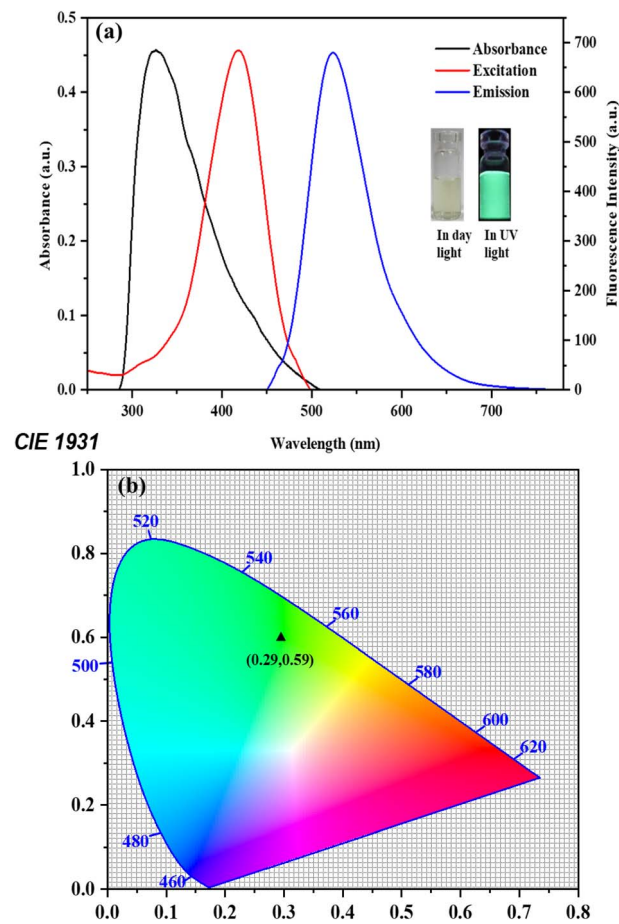 (a)
Absorbance
Excitation
Emission
In day
light
In UV
light
0.5
0.4
0.3
0.2
0.1
0.0
Absorbance (a.u.)
700
600
500
400
300
200
100
0
Fluorescence Intensity (a.u.)
300 400 500 600 700
Wavelength (nm)
CIE 1931
(b)
1.0
0.8
0.6
0.4
0.2
0.0
520
540
560
500
580
600
620
480
460
(0.29,0.59)
0.0 0.1 0.2 0.3 0.4 0.5 0.6 0.7 0.8